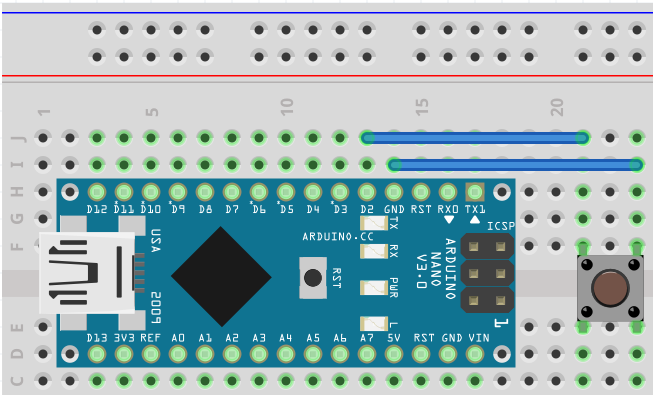 1 5 10 15 20
J
I
H
D12 D11 D10 D9 D8 D7 D6 D5 D4 D3 D2 GND RST RX0 TX1
G
TX
ICSP
F
ARDUINO.CC
USA
RX
ARDUINO
NANO
V3.0
RST
PWR
2009
L
1
E
D13 3V3 REF A0 A1 A2 A3 A4 A5 A6 A7 5V RST GND VIN
D
C